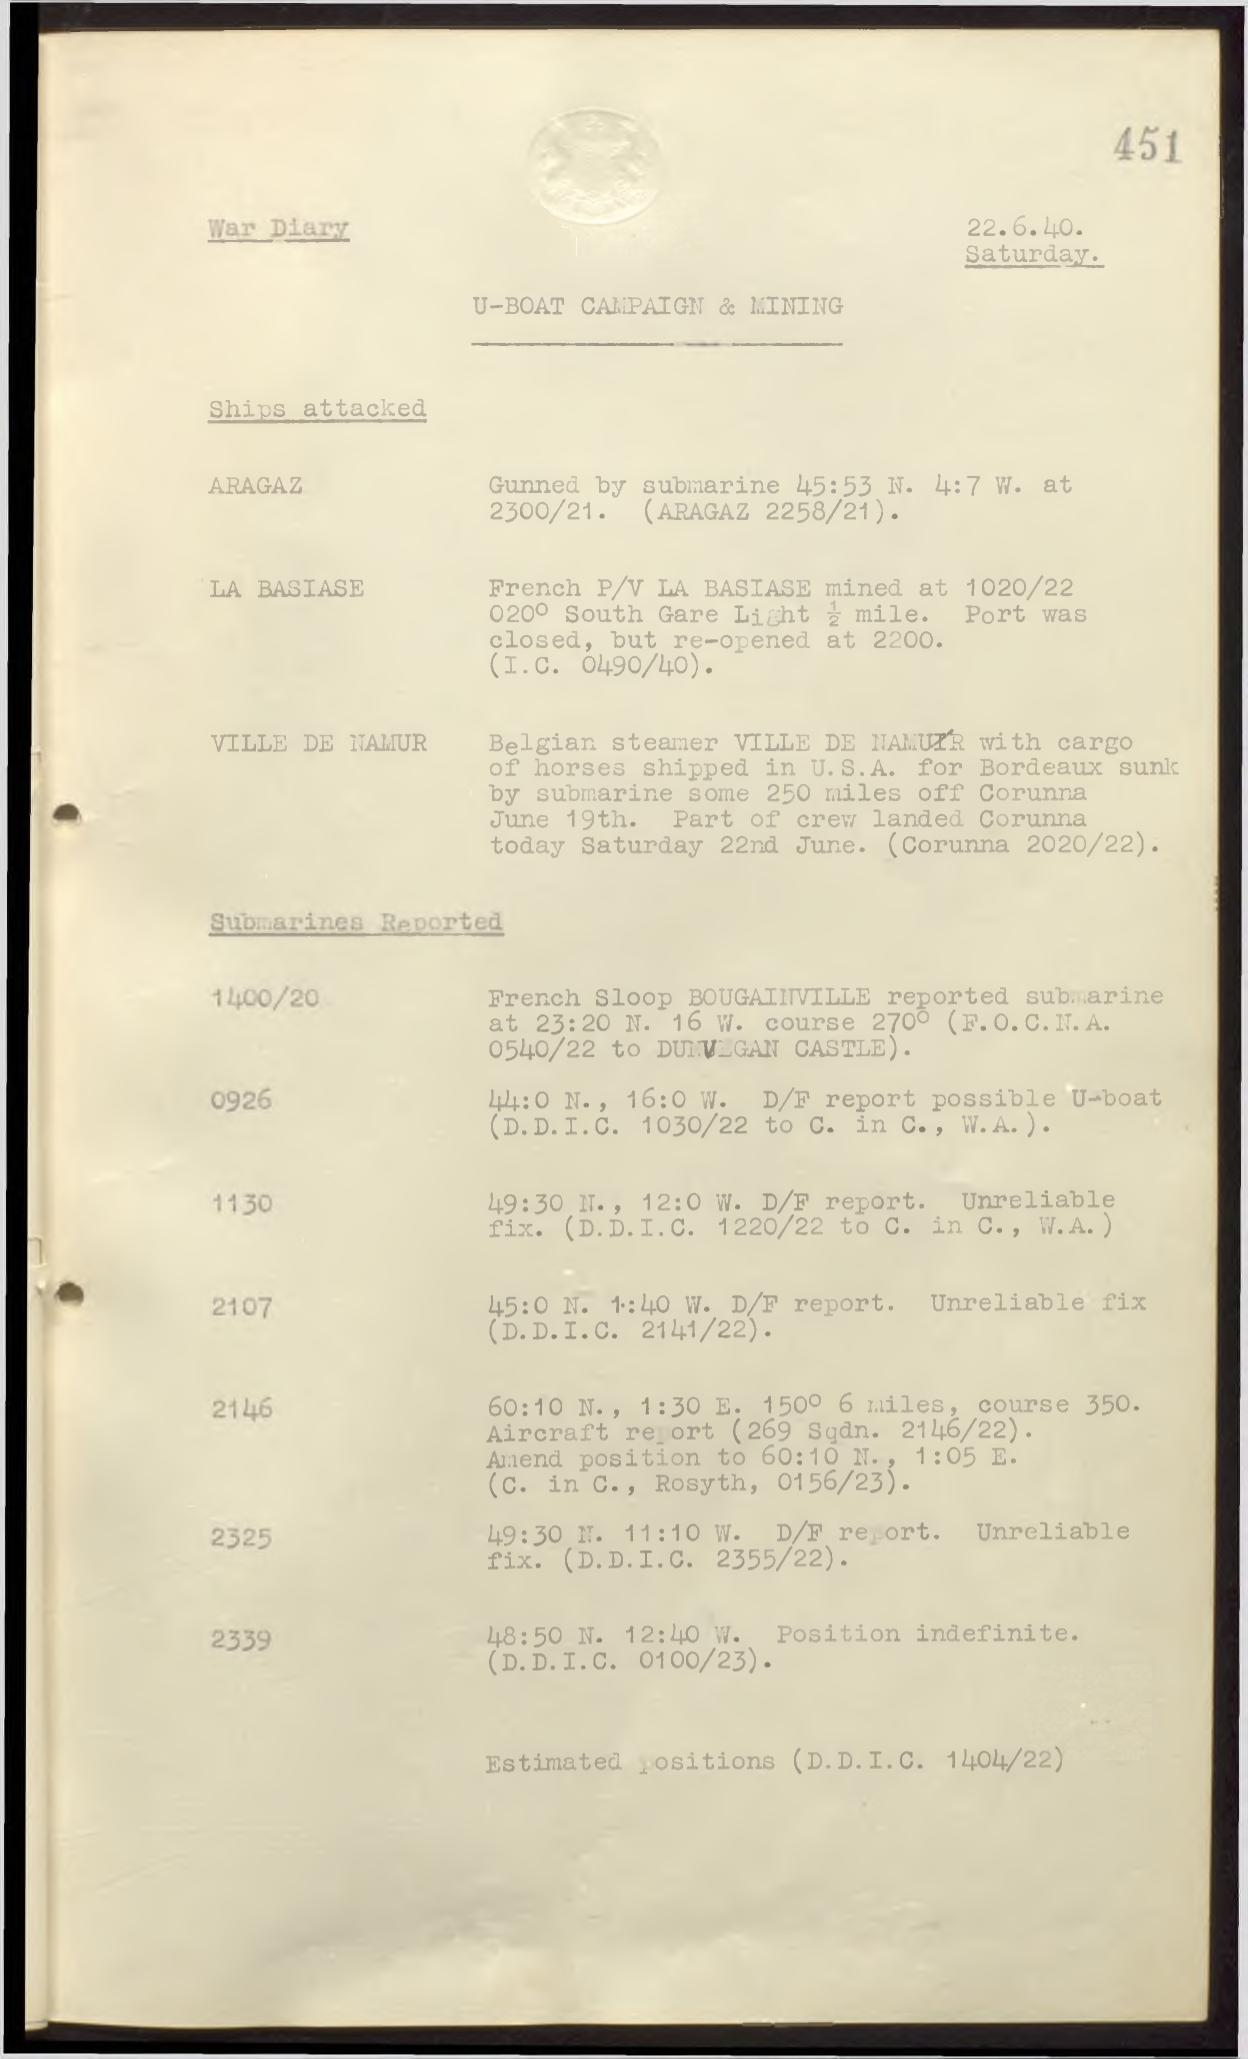 451
War Diary
22.6.40.
Saturday.
U-BOAT CAMPAIGN & MINING
Ships attacked
ARAGAZ
Gunned by submarine 45:53 N. 4:7 W. at
2300/21. (ARAGAZ 2258/21).
LA BASIASE
French P/V LA BASIASE mined at 1020/22
020° South Gare Light ½ mile. Port was
closed, but re-opened at 2200.
(I.C. 0490/40).
VILLE DE NAMUR
Belgian steamer VILLE DE NAMUR with cargo
of horses shipped in U.S.A. for Bordeaux sunk
by submarine some 250 miles off Corunna
June 19th. Part of crew landed Corunna
today Saturday 22nd June. (Corunna 2020/22).
Submarines Reported
1400/20
French Sloop BOUGAINVILLE reported submarine
at 23:20 N. 16 W. course 270° (F.O.C.N.A.
0540/22 to DUNVEGAN CASTLE).
0926
44:0 N., 16:0 W. D/F report possible U-boat
(D.D.I.C. 1030/22 to C. in C., W.A.).
1130
49:30 N., 12:0 W. D/F report. Unreliable
fix. (D.D.I.C. 1220/22 to C. in C., W.A.)
2107
45:0 N. W. D/F report. Unreliable fix
(D.D.I.C. 2141/22).
2146
60:10 N., 1:30 E. 150° 6 miles, course 350.
Aircraft report (269 Sqdn. 2146/22).
Amend position to 60:10 N., 1:05 E.
(C. in C., Rosyth, 0156/23).
2325
49:30 N. 11:10 W. D/F report. Unreliable
fix. (D.D.I.C. 2355/22).
2339
48:50 N. 12:40 W. Position indefinite.
(D.D.I.C. 0100/23).
Estimated positions (D.D.I.C. 1404/22)